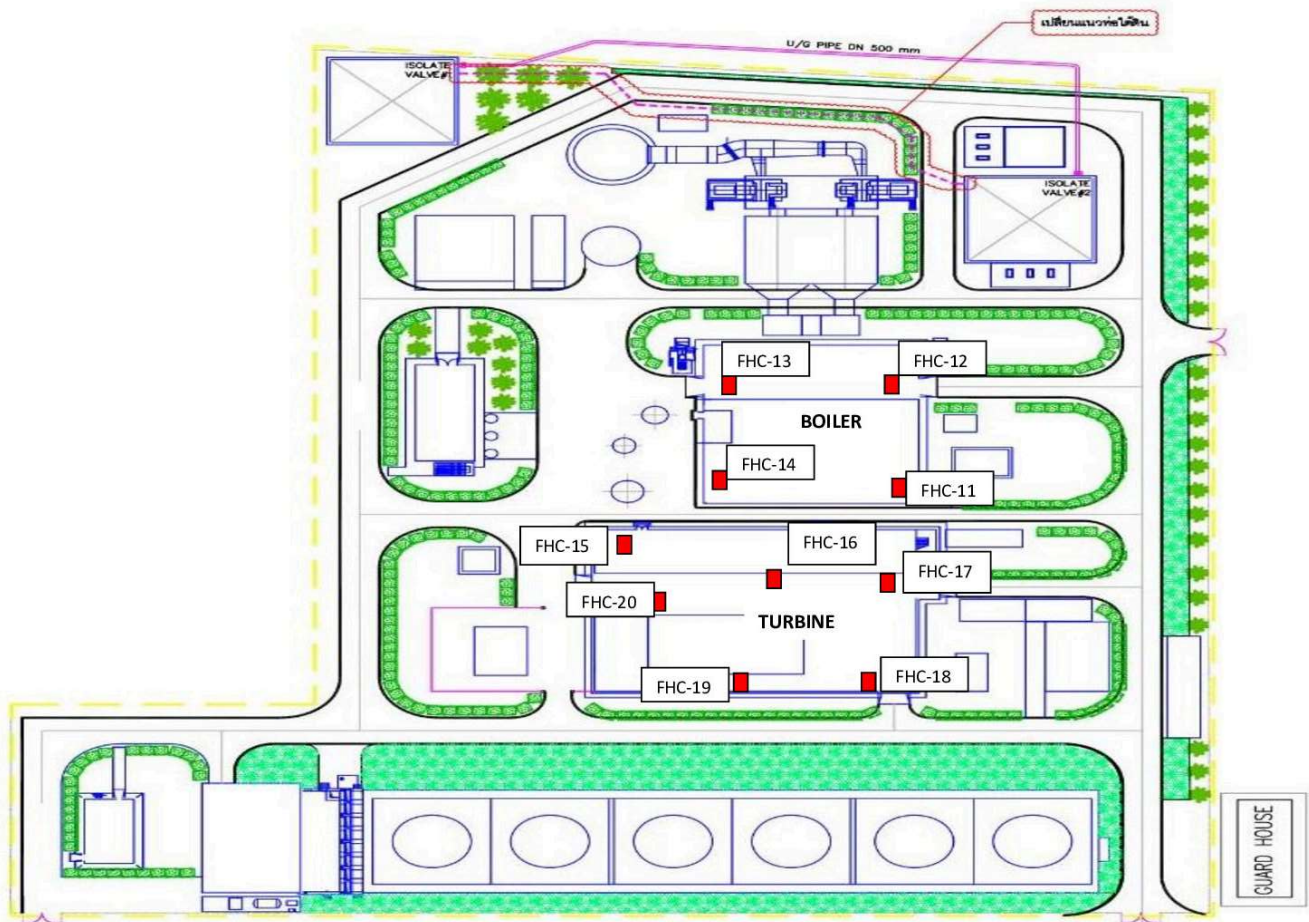 เปลี่ยนแนวท่อใต้ดิน
U/G PIPE DN 500 mm
ISOLATE
VALVE#1
ISOLATE
VALVE#2
FHC-13
FHC-12
BOILER
FHC-14
FHC-11
FHC-15
FHC-16
FHC-17
FHC-20
TURBINE
FHC-19
FHC-18
GUARD HOUSE